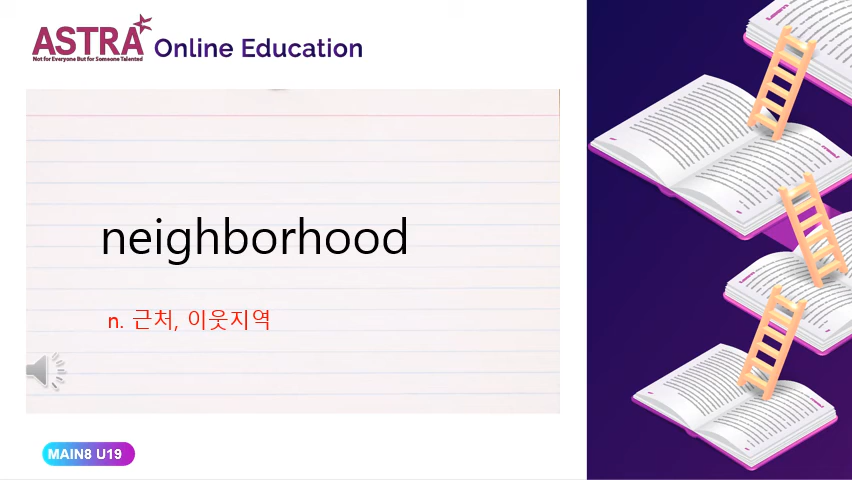 ASTRA Online Education
Not for Everyone But for Someone Talented
neighborhood
n. 근처, 이웃지역
MAIN8 U19